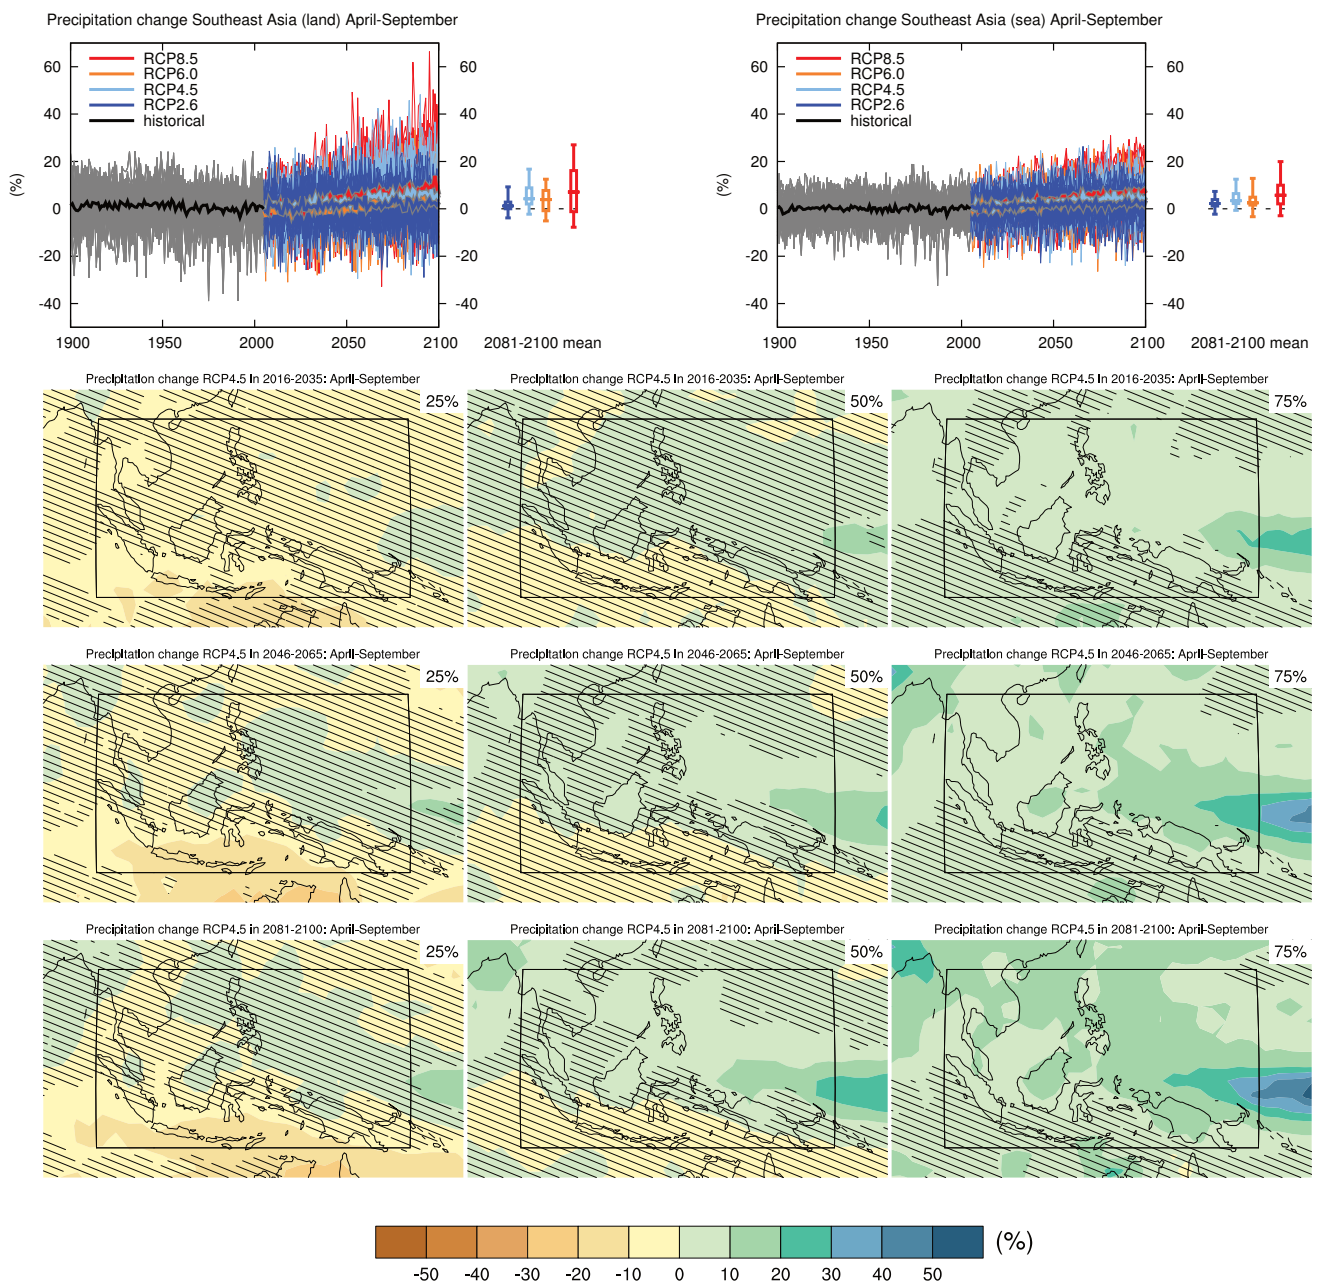 Precipitation change Southeast Asia (land) April-September
Precipitation change Southeast Asia (sea) April-September
(%)
60
40
20
0
-20
-40
RCP8.5
RCP6.0
RCP4.5
RCP2.6
historical
60
40
20
0
-20
-40
1900 1950 2000 2050 2100
2081-2100 mean
(%)
60
40
20
0
-20
-40
RCP8.5
RCP6.0
RCP4.5
RCP2.6
historical
60
40
20
0
-20
-40
1900 1950 2000 2050 2100
2081-2100 mean
Precipitation change RCP4.5 in 2016-2035: April-September
25%
Precipitation change RCP4.5 in 2016-2035: April-September
50%
Precipitation change RCP4.5 in 2016-2035: April-September
75%
Precipitation change RCP4.5 in 2046-2065: April-September
25%
Precipitation change RCP4.5 in 2046-2065: April-September
50%
Precipitation change RCP4.5 in 2046-2065: April-September
75%
Precipitation change RCP4.5 in 2081-2100: April-September
25%
Precipitation change RCP4.5 in 2081-2100: April-September
50%
Precipitation change RCP4.5 in 2081-2100: April-September
75%
(%)
-50 -40 -30 -20 -10 0 10 20 30 40 50